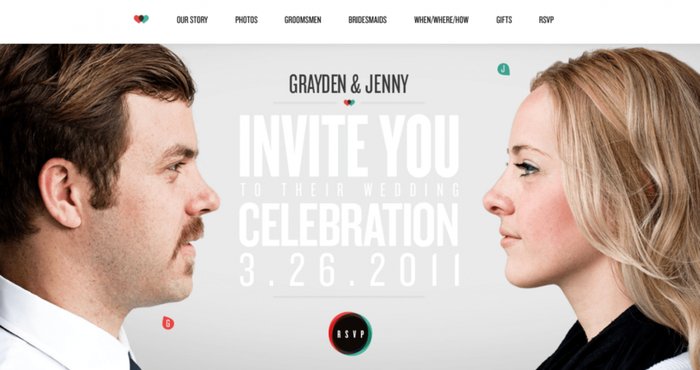 OUR STORY PHOTOS GROOMSMEN BRIDESMAIDS WHEN/WHERE/HOW GIFTS RSVP
J
GRAYDEN & JENNY
INVITE YOU
TO THEIR WEDDING
CELEBRATION
3.26.2011
G
RSVP